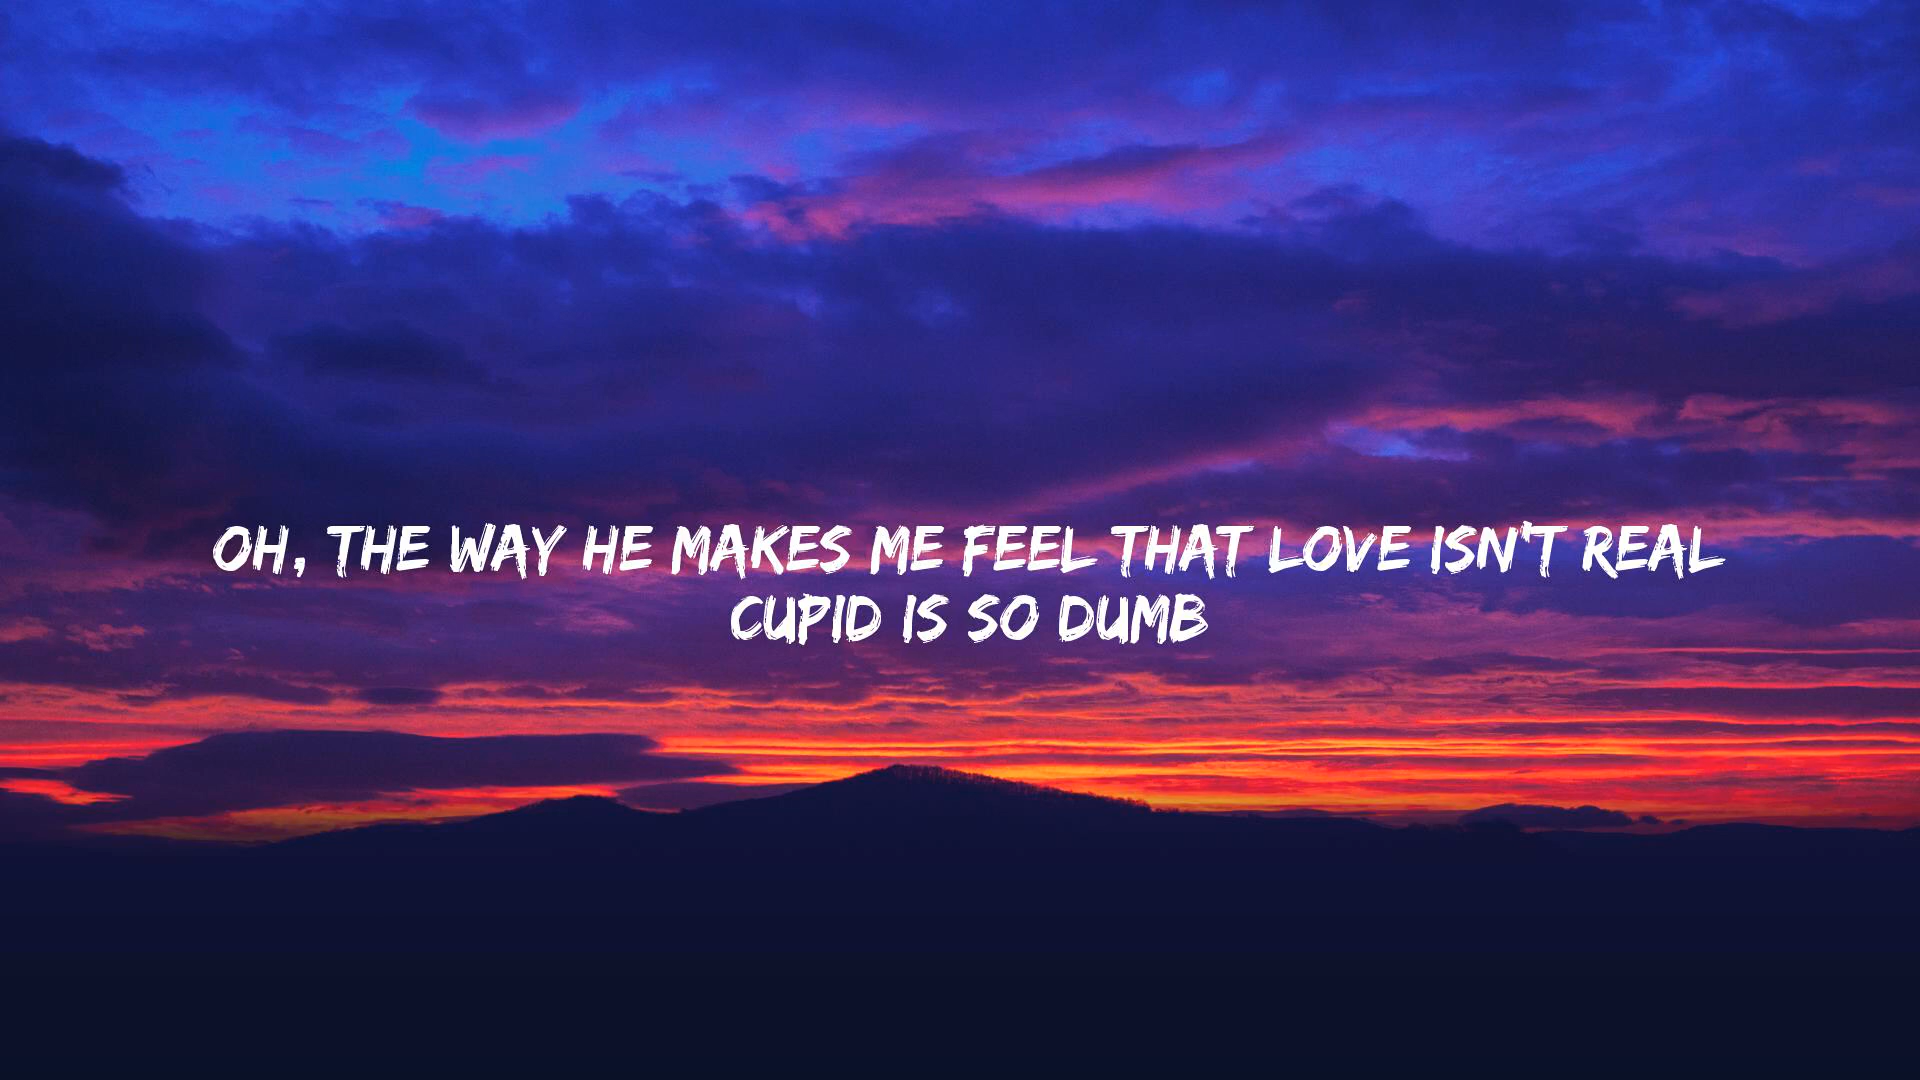 OH, THE WAY HE MAKES ME FEEL THAT LOVE ISN'T REAL
CUPID IS SO DUMB